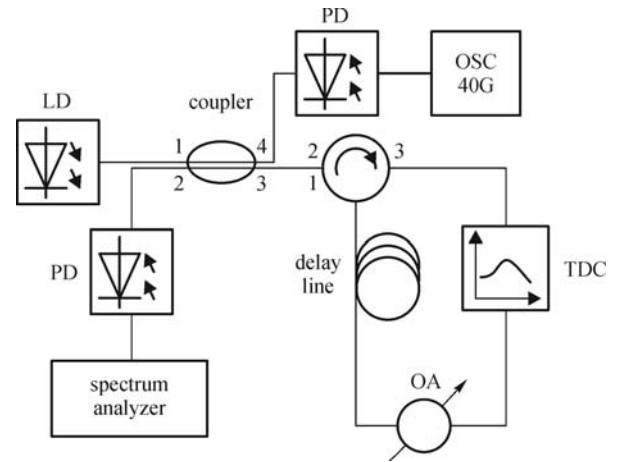 PD
OSC
40G
LD
coupler
1
4
2
3
2
3
1
PD
delay
line
TDC
OA
spectrum
analyzer